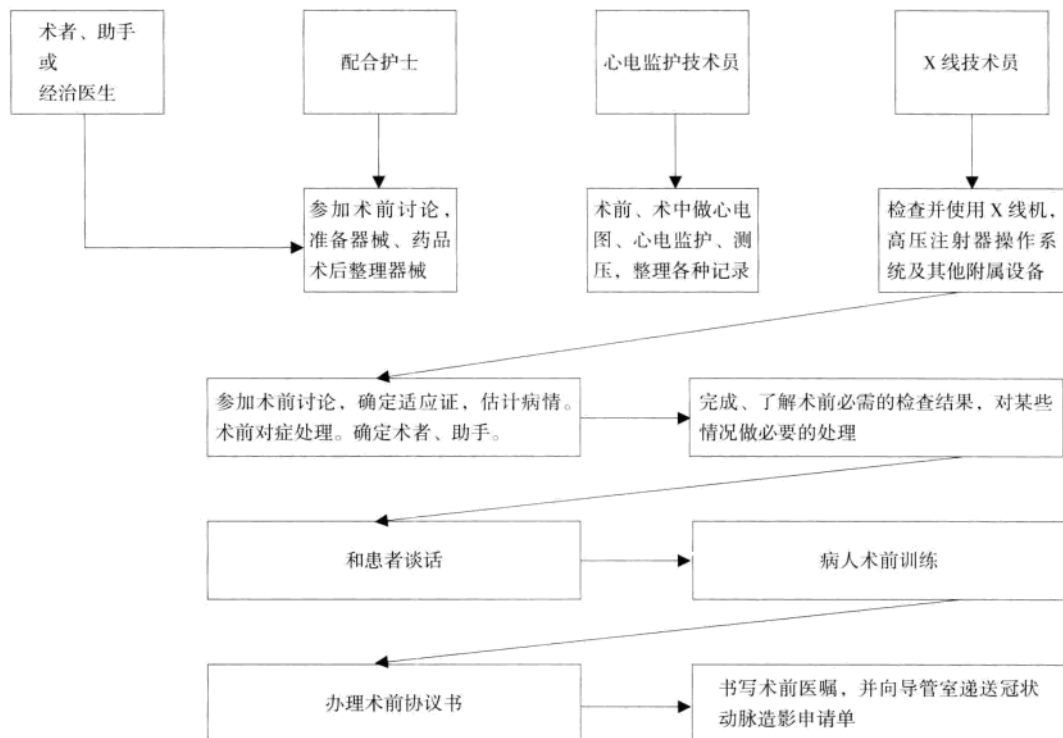 术者、助手
或
经治医生
配合护士
心电监护技术员
X 线技术员
参加术前讨论，
准备器械、药品
术后整理器械
术前、术中做心电
图、心电监护、测
压，整理各种记录
检查并使用 X 线机，
高压注射器操作系
统及其他附属设备
参加术前讨论，确定适应证，估计病情。
术前对症处理。确定术者、助手。
完成、了解术前必需的检查结果，对某些
情况做必要的处理
和患者谈话
病人术前训练
办理术前协议书
书写术前医嘱，并向导管室递送冠状
动脉造影申请单